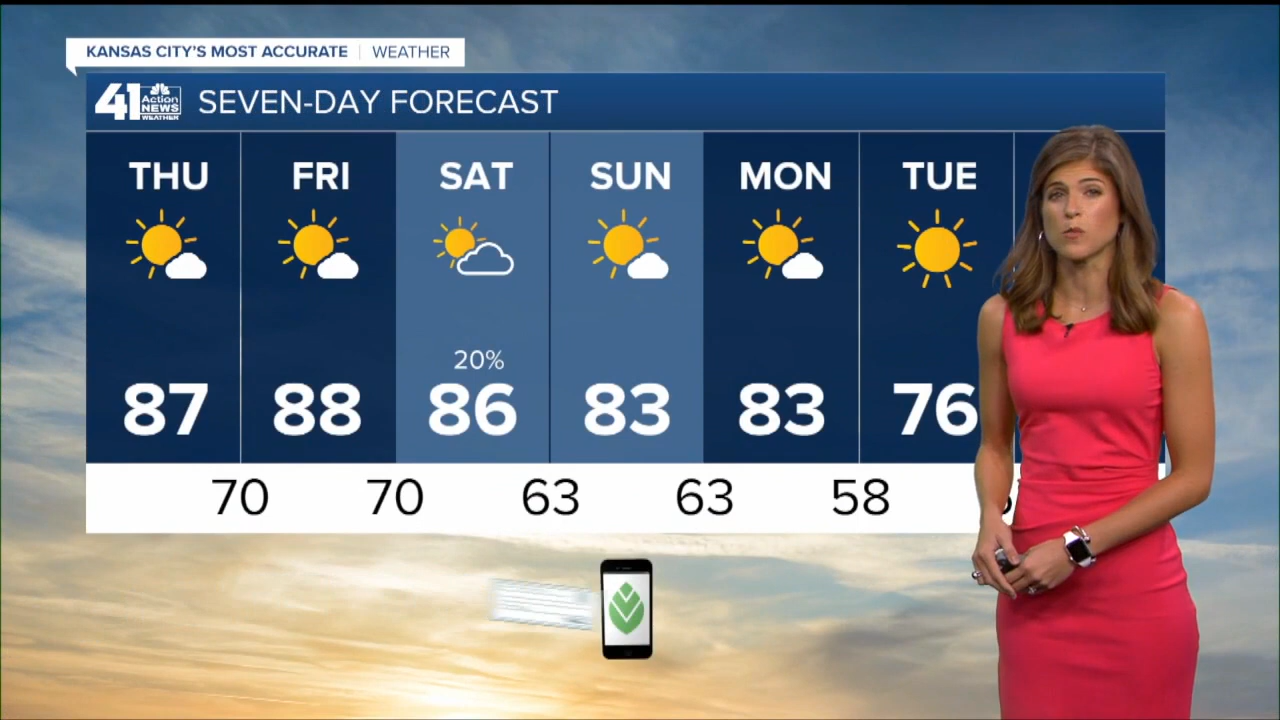 KANSAS CITY'S MOST ACCURATE | WEATHER
41 Action NEWS WEATHER SEVEN-DAY FORECAST
THU FRI SAT SUN MON TUE
20%
87 88 86 83 83 76
70 70 63 63 58